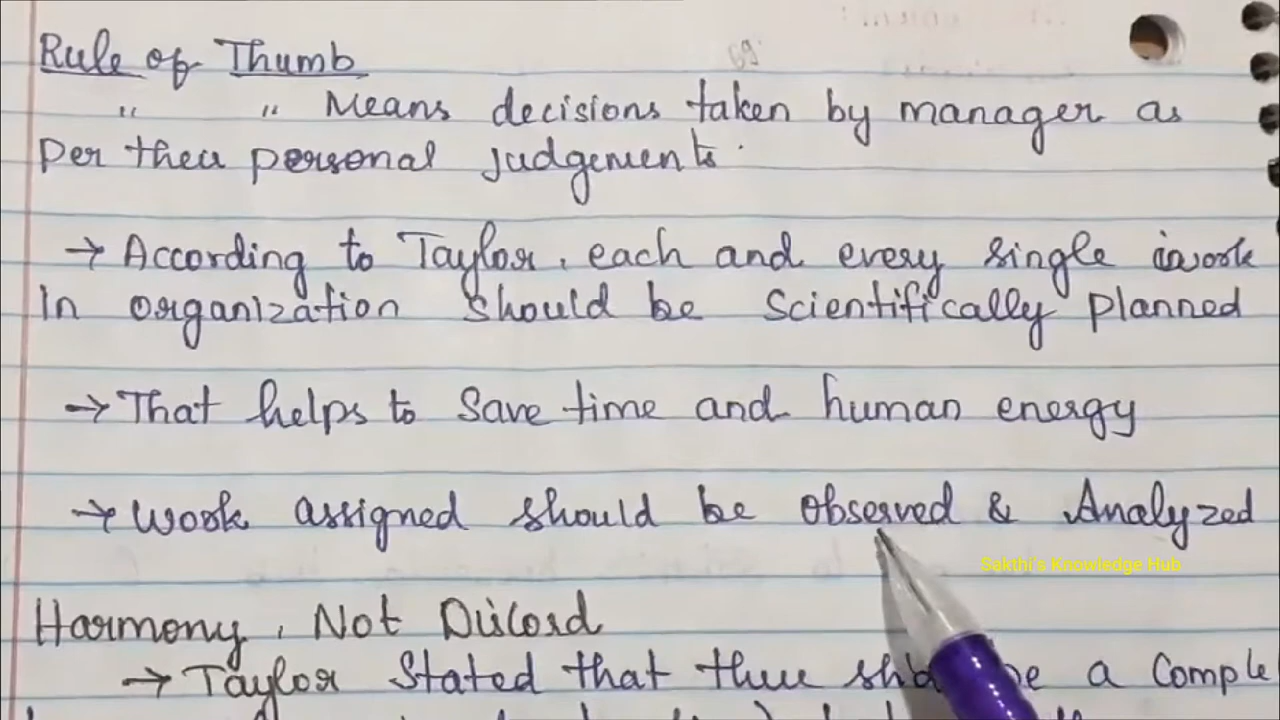 Rule of Thumb
" " Means decisions taken by manager as
Per their personal judgements.
→ According to Taylor, each and every single work
In organization should be Scientifically planned
→ That helps to Save time and human energy
→ Work assigned should be Observed & Analyzed
Sakthi's Knowledge Hub
Harmony, Not Discord
→ Taylor Stated that there be a Comple